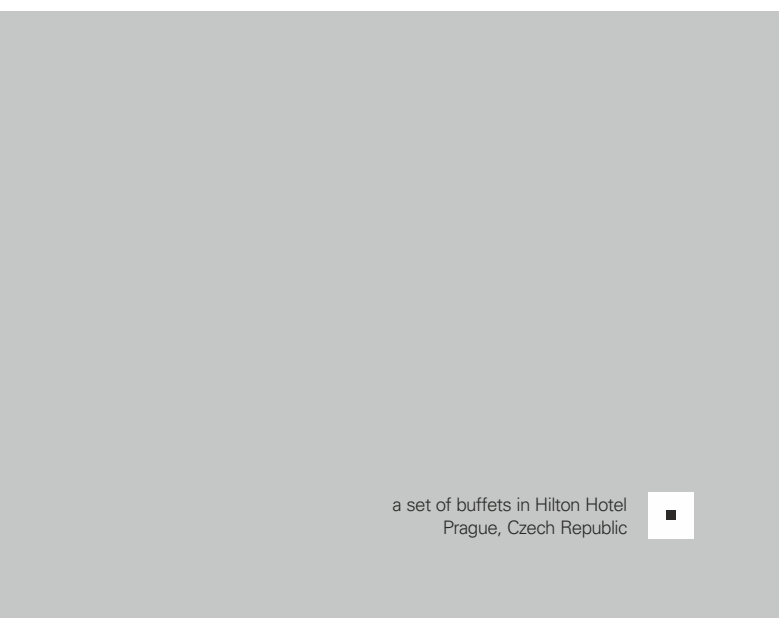 a set of buffets in Hilton Hotel
Prague, Czech Republic